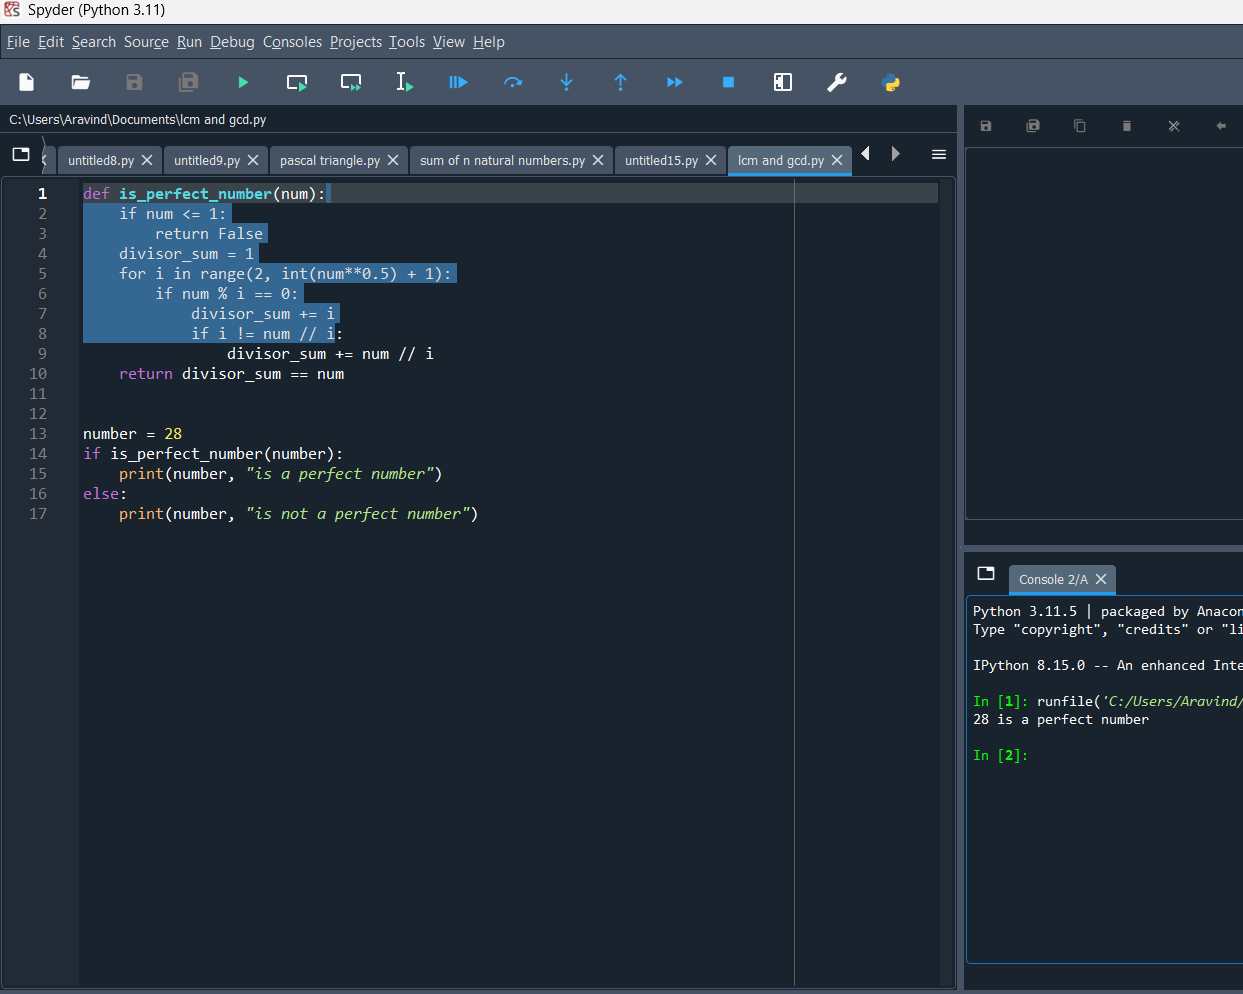 Spyder (Python 3.11)
File Edit Search Source Run Debug Consoles Projects Tools View Help
C:\Users\Aravind\Documents\lcm and gcd.py
untitled8.py untitled9.py pascal triangle.py sum of n natural numbers.py untitled15.py lcm and gcd.py
1 def is_perfect_number(num):
2     if num <= 1:
3         return False
4     divisor_sum = 1
5     for i in range(2, int(num**0.5) + 1):
6         if num % i == 0:
7             divisor_sum += i
8             if i != num // i:
9                 divisor_sum += num // i
10     return divisor_sum == num
11
12
13 number = 28
14 if is_perfect_number(number):
15     print(number, "is a perfect number")
16 else:
17     print(number, "is not a perfect number")
Console 2/A
Python 3.11.5 | packaged by Anacon
Type "copyright", "credits" or "li
IPython 8.15.0 -- An enhanced Inte
In [1]: runfile('C:/Users/Aravind/
28 is a perfect number
In [2]: